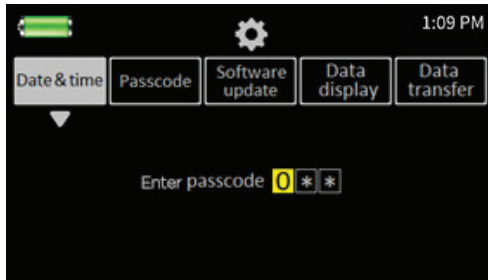 1:09 PM
Date & time
Passcode
Software
update
Data
display
Data
transfer
Enter passcode 0**